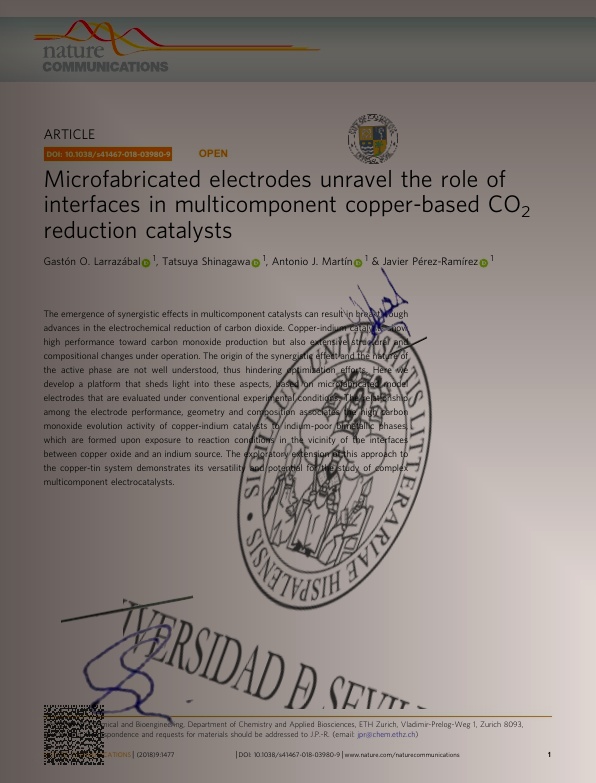 nature
COMMUNICATIONS
ARTICLE
DOI: 10.1038/s41467-018-03980-9
OPEN
Microfabricated electrodes unravel the role of
interfaces in multicomponent copper-based CO2
reduction catalysts
Gastón O. Larrazábal 1, Tatsuya Shinagawa 1, Antonio J. Martín 1 & Javier Pérez-Ramírez 1
The emergence of synergistic effects in multicomponent catalysts can result in breakthrough
advances in the electrochemical reduction of carbon dioxide. Copper-indium catalysts show
high performance toward carbon monoxide production but also extensive structural and
compositional changes under operation. The origin of the synergistic effect and the nature of
the active phase are not well understood, thus hindering optimization efforts. Here we
develop a platform that sheds light into these aspects, based on microfabricated model
electrodes that are evaluated under conventional experimental conditions. The relationship
among the electrode performance, geometry and composition associates the high carbon
monoxide evolution activity of copper-indium catalysts to indium-poor bimetallic phases,
which are formed upon exposure to reaction conditions in the vicinity of the interfaces
between copper oxide and an indium source. The exploratory extension of this approach to
the copper-tin system demonstrates its versatility and potential for the study of complex
multicomponent electrocatalysts.
LITTERARIAE HISPALENSIS
VERSIDAD D SEVI
and Bioengineering, Department of Chemistry and Applied Biosciences, ETH Zurich, Vladimir-Prelog-Weg 1, Zurich 8093,
and requests for materials should be addressed to J.P.-R. (email: jpr@chem.ethz.ch)
| (2018)9:1477 | DOI: 10.1038/s41467-018-03980-9 | www.nature.com/naturecommunications 1